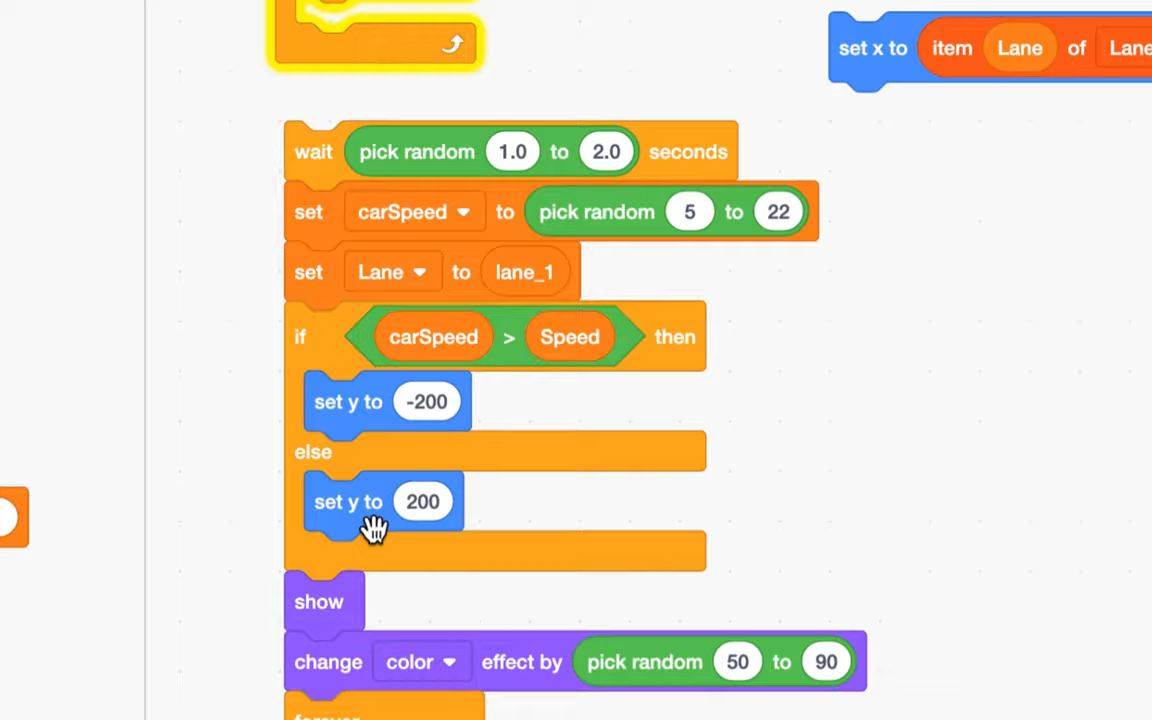 set x to item Lane of Lane
wait pick random 1.0 to 2.0 seconds
set carSpeed to pick random 5 to 22
set Lane to lane_1
if carSpeed > Speed then
set y to -200
else
set y to 200
show
change color effect by pick random 50 to 90
forever